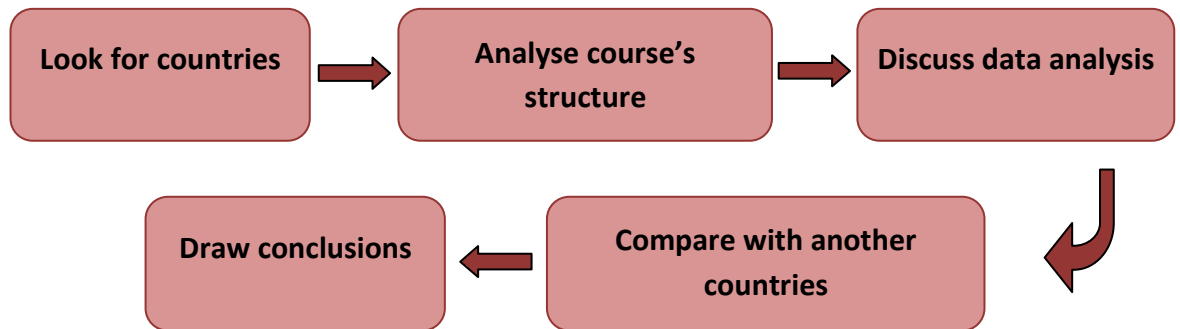 Look for countries
Analyse course’s
structure
Discuss data analysis
Compare with another
countries
Draw conclusions